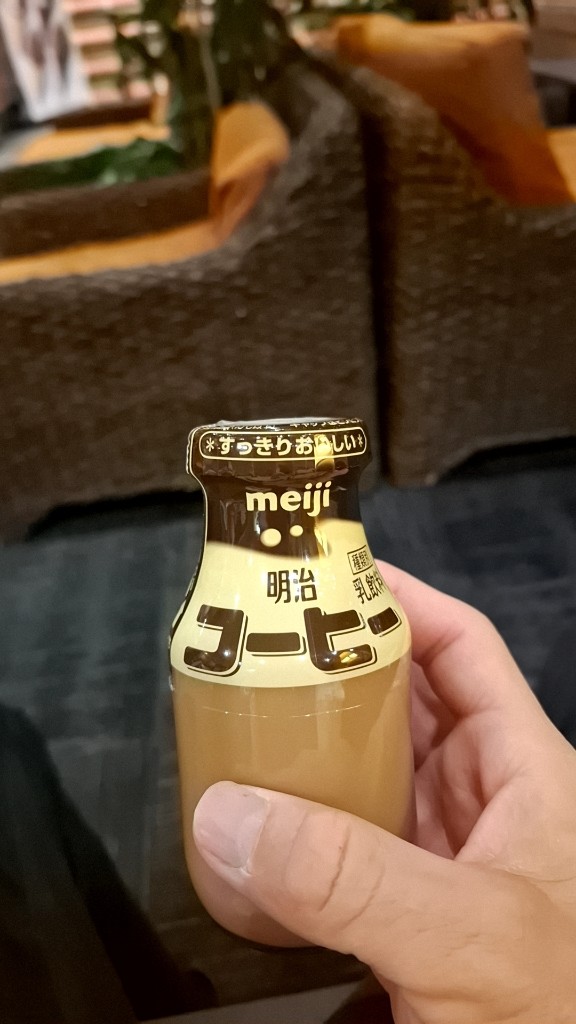 *すっきりおいしい*
meiji
明治
種類別
乳飲料
コーヒー